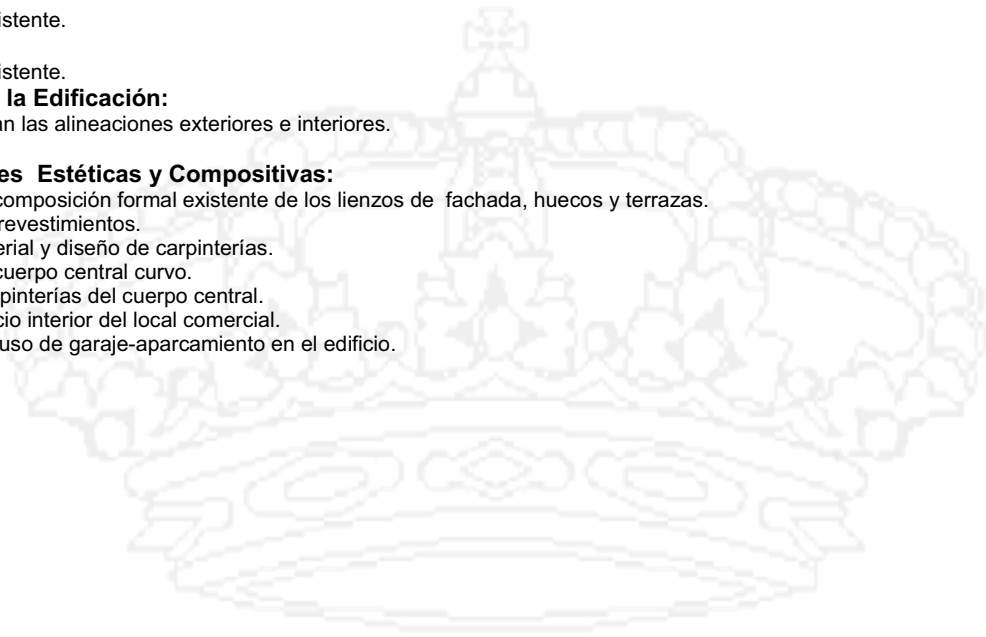 istente.
istente.
la Edificación:
an las alineaciones exteriores e interiores.
es Estéticas y Compositivas:
composición formal existente de los lienzos de fachada, huecos y terrazas.
revestimientos.
erial y diseño de carpinterías.
cuerpo central curvo.
pinterías del cuerpo central.
cio interior del local comercial.
uso de garaje-aparcamiento en el edificio.